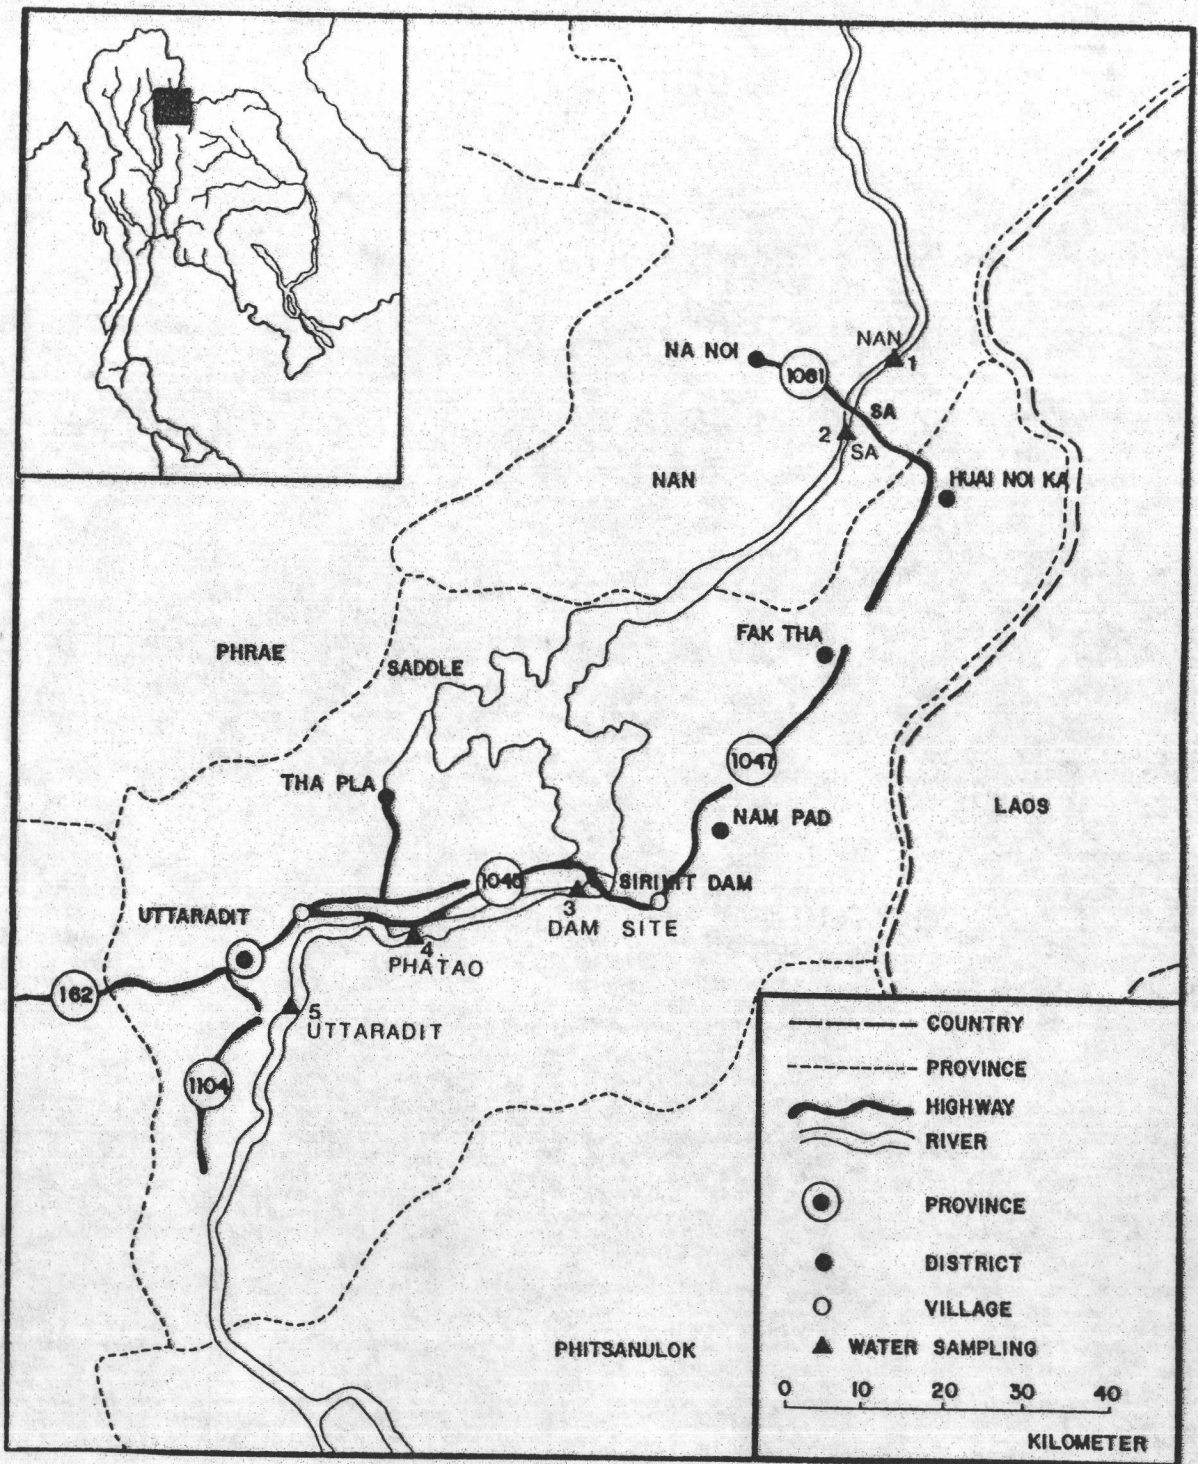 NAN
NA NOI
1
1061
SA
2
SA
HUAI NOI KA
NAN
FAK THA
PHRAE
SADDLE
1047
THA PLA
LAOS
NAM PAD
1045
SIRIKIT DAM
3
UTTARADIT
DAM SITE
4
PHATAO
162
5
UTTARADIT
1104
PHITSANULOK
COUNTRY
PROVINCE
HIGHWAY
RIVER
PROVINCE
DISTRICT
VILLAGE
WATER SAMPLING
0 10 20 30 40
KILOMETER